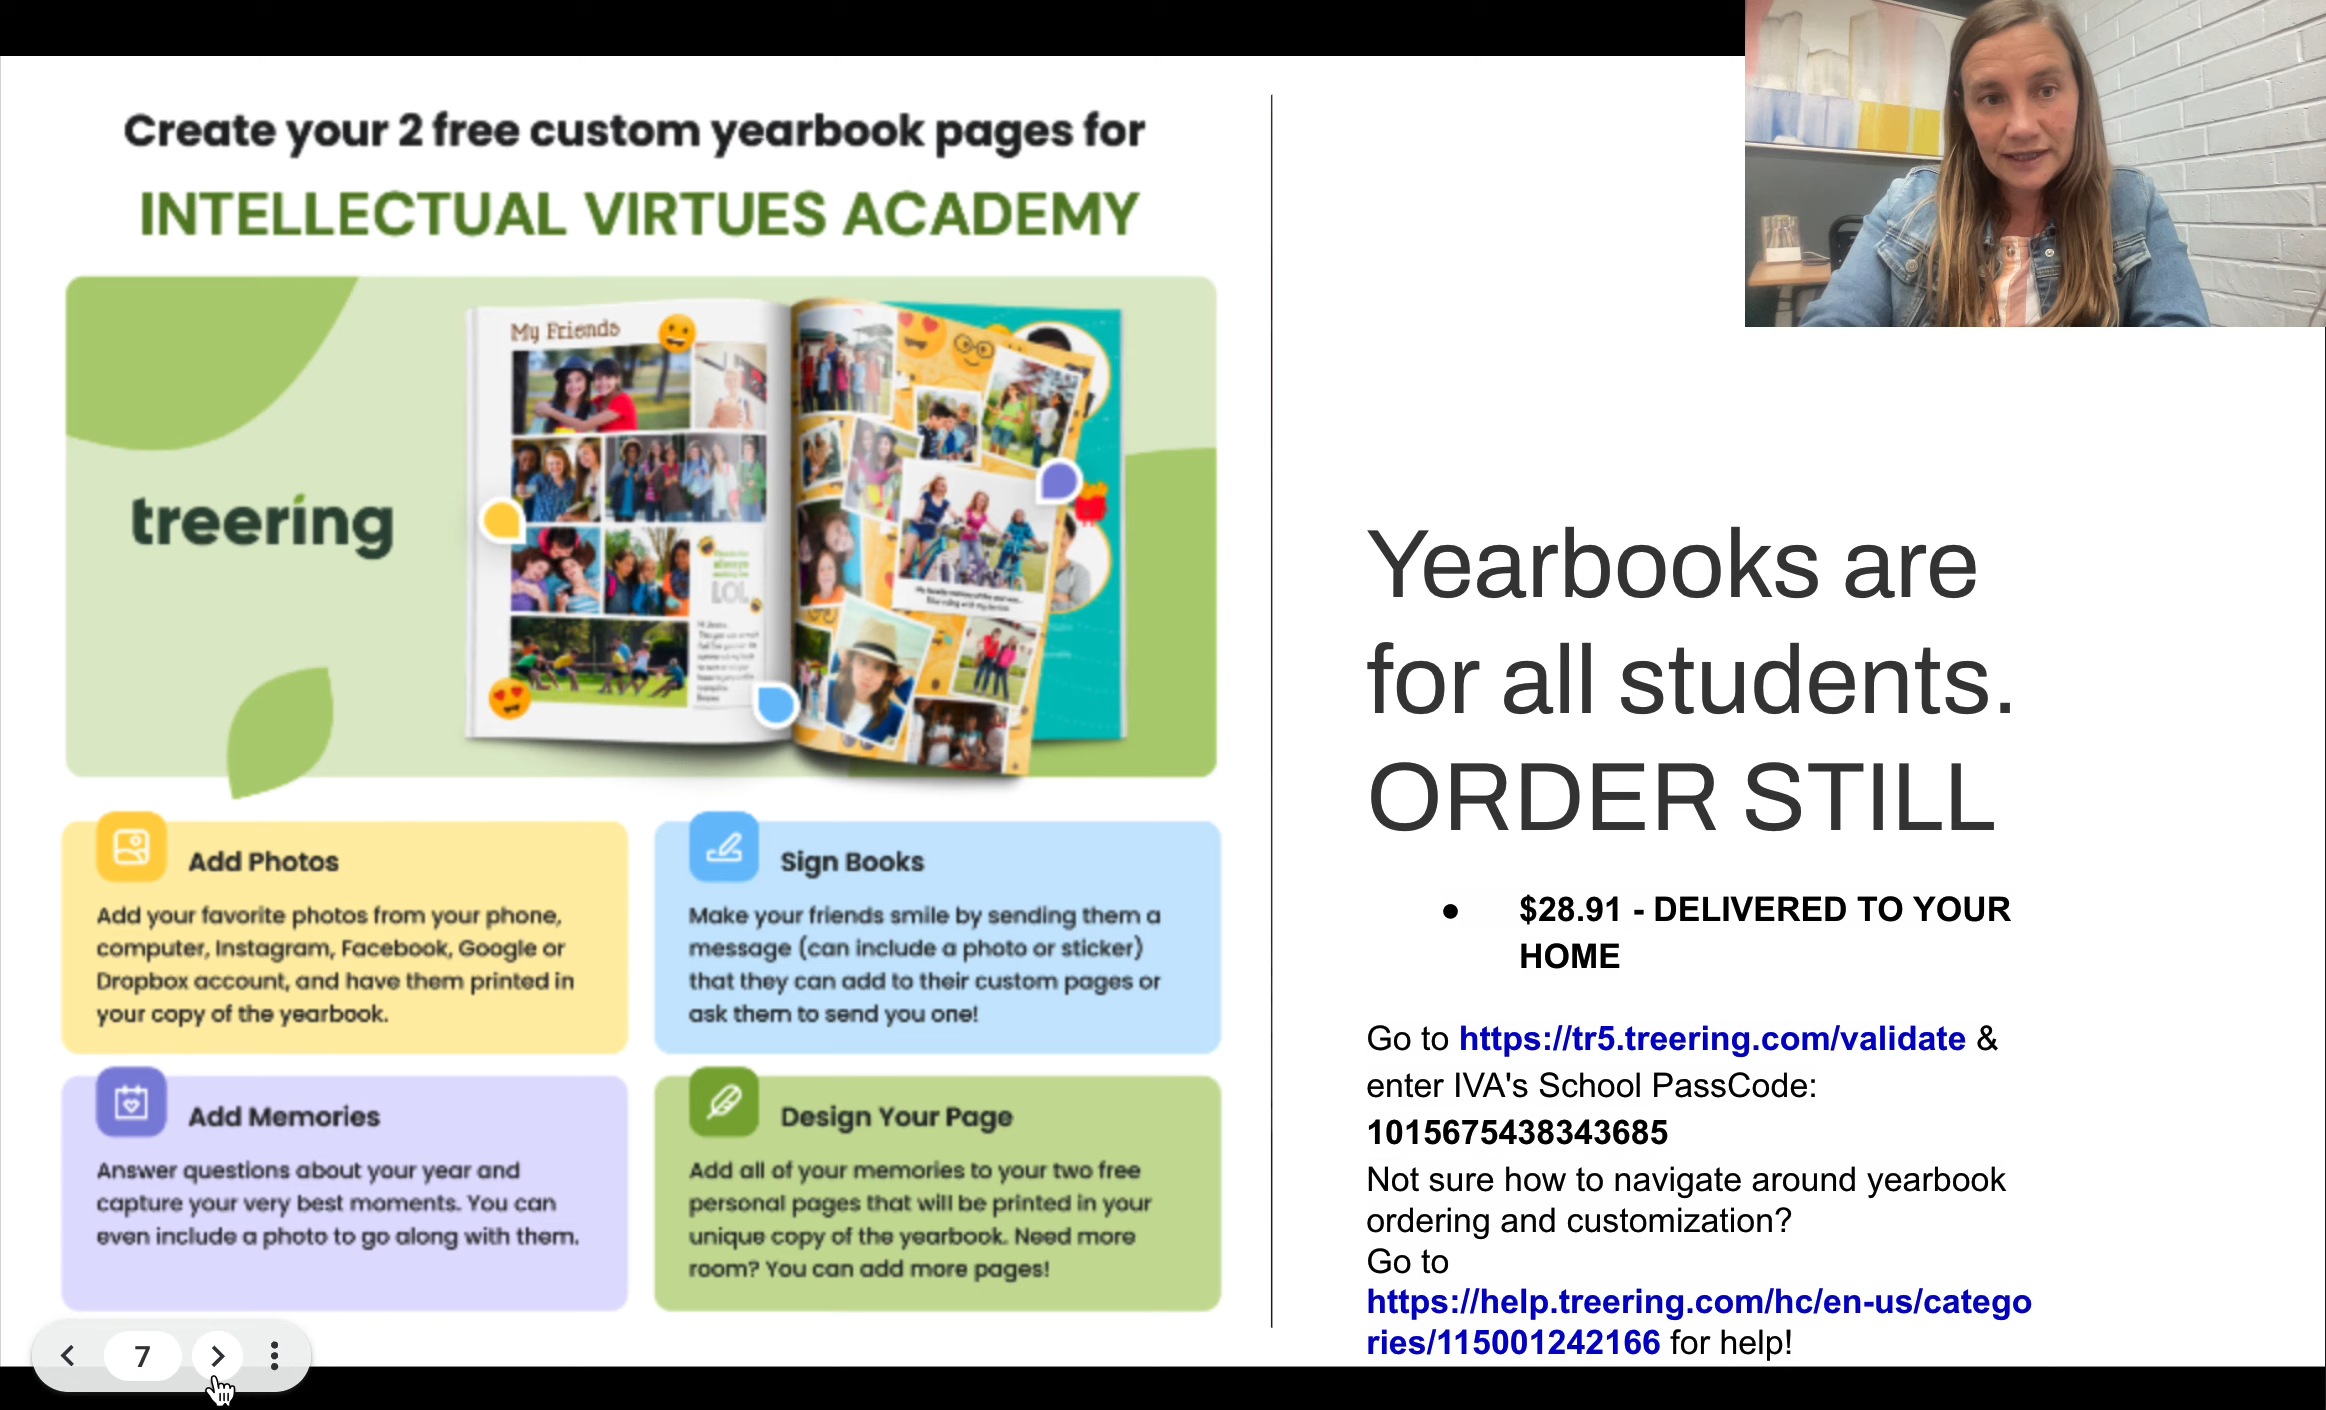 Create your 2 free custom yearbook pages for
INTELLECTUAL VIRTUES ACADEMY
treering
My Friends
LOL
Add Photos
Add your favorite photos from your phone,
computer, Instagram, Facebook, Google or
Dropbox account, and have them printed in
your copy of the yearbook.
Sign Books
Make your friends smile by sending them a
message (can include a photo or sticker)
that they can add to their custom pages or
ask them to send you one!
Add Memories
Answer questions about your year and
capture your very best moments. You can
even include a photo to go along with them.
Design Your Page
Add all of your memories to your two free
personal pages that will be printed in your
unique copy of the yearbook. Need more
room? You can add more pages!
7
Yearbooks are
for all students.
ORDER STILL
● $28.91 - DELIVERED TO YOUR
HOME
Go to https://tr5.treering.com/validate &
enter IVA's School PassCode:
1015675438343685
Not sure how to navigate around yearbook
ordering and customization?
Go to
https://help.treering.com/hc/en-us/catego
ries/115001242166 for help!